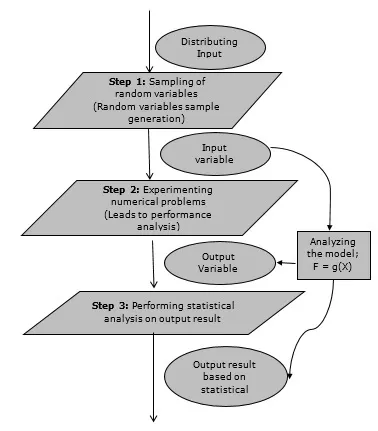 Distributing
Input
Step 1: Sampling of
random variables
(Random variables sample
generation)
Input
variable
Step 2: Experimenting
numerical problems
(Leads to performance
analysis)
Analyzing
the model;
F = g(X)
Output
Variable
Step 3: Performing statistical
analysis on output result
Output result
based on
statistical